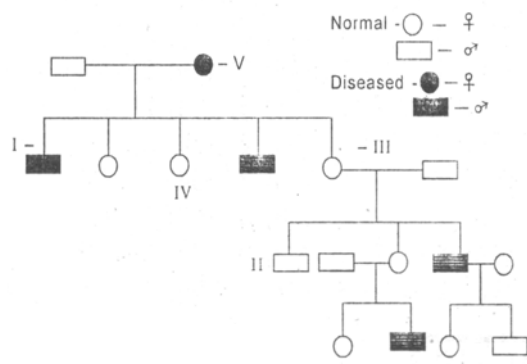 Normal - — ♀
— ♂
Diseased - — ♀
— ♂
– V
I –
– III
IV
II